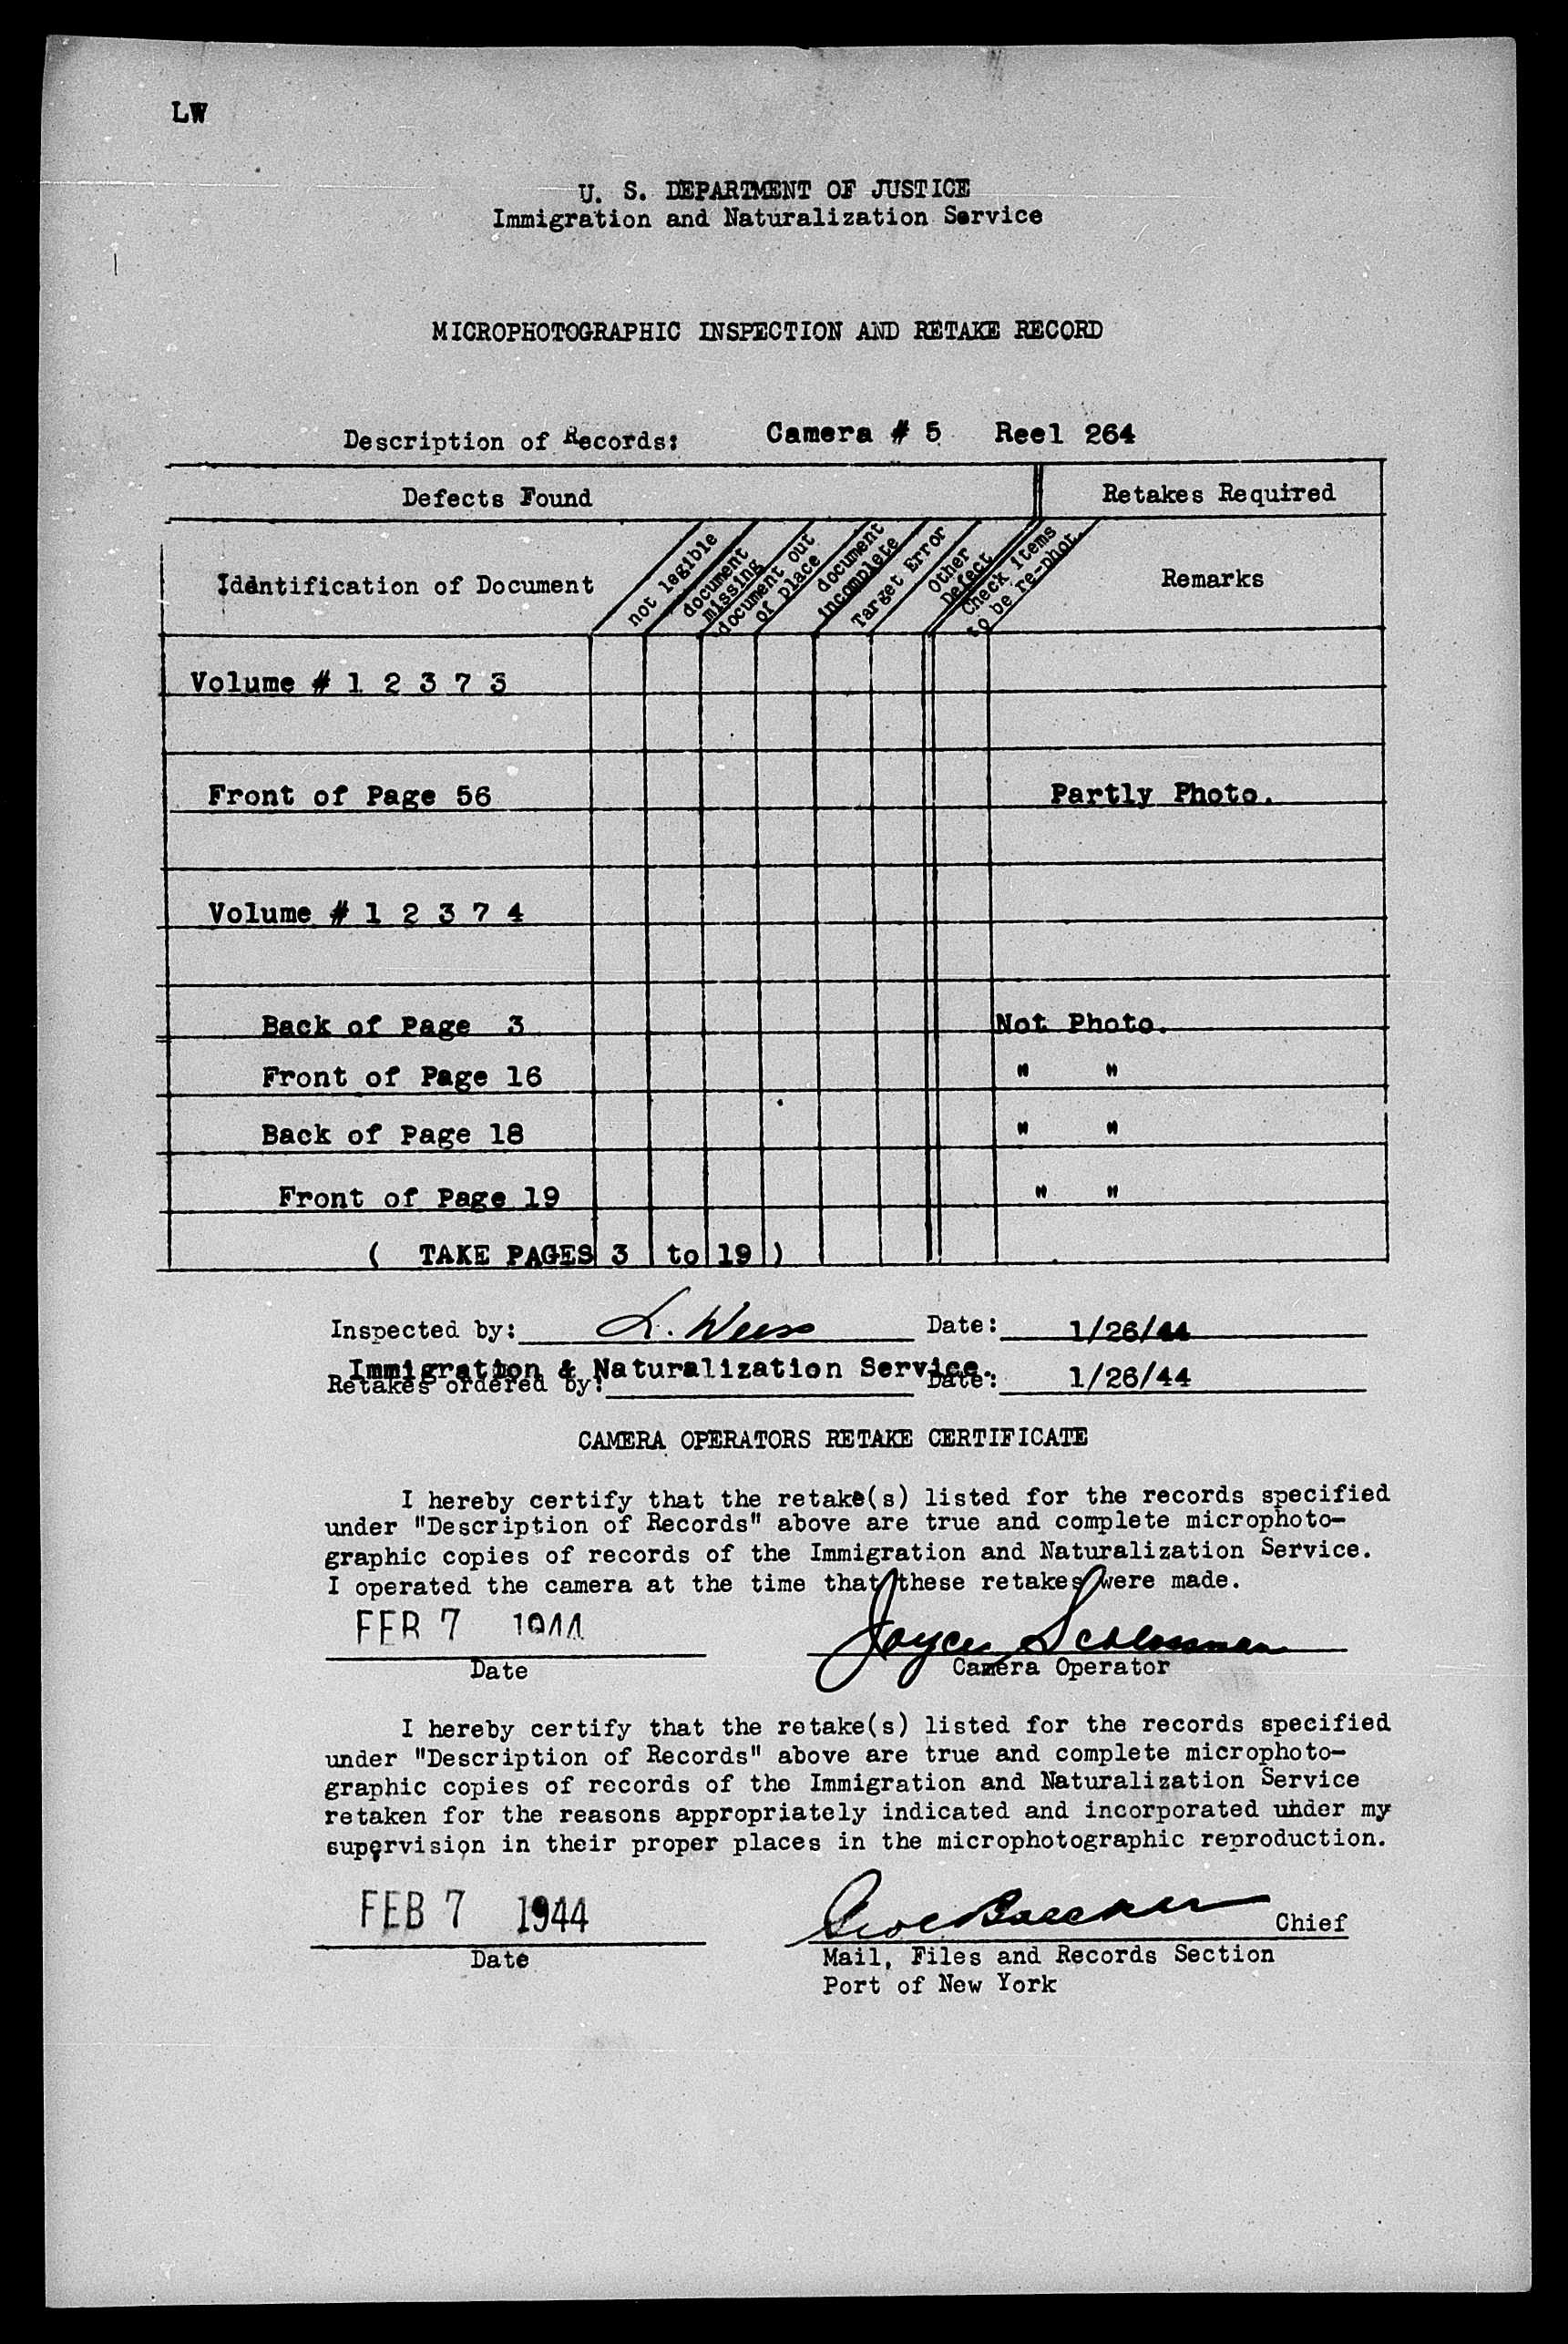 LW
U. S. DEPARTMENT OF JUSTICE
Immigration and Naturalization Service
MICROPHOTOGRAPHIC INSPECTION AND RETAKE RECORD
Description of Records: Camera # 5 Reel 264
Defects Found Retakes Required
Identification of Document
not legible
document
missing
document out
of place
document
incomplete
Target Error
Other
Defect
Check items
to be re-phot.
Remarks
Volume # 1 2 3 7 3
Front of Page 56 Partly Photo.
Volume # 1 2 3 7 4
Back of Page 3 Not Photo.
Front of Page 16 " "
Back of Page 18 " "
Front of Page 19 " "
( TAKE PAGES 3 to 19 )
Inspected by: L. Weiss Date: 1/26/44
Immigration & Naturalization Service.
Retakes ordered by: Date: 1/26/44
CAMERA OPERATORS RETAKE CERTIFICATE
I hereby certify that the retake(s) listed for the records specified
under "Description of Records" above are true and complete microphoto-
graphic copies of records of the Immigration and Naturalization Service.
I operated the camera at the time that these retakes were made.
FEB 7 1944 Joyce Schlossman
Date Camera Operator
I hereby certify that the retake(s) listed for the records specified
under "Description of Records" above are true and complete microphoto-
graphic copies of records of the Immigration and Naturalization Service
retaken for the reasons appropriately indicated and incorporated under my
supervision in their proper places in the microphotographic reproduction.
FEB 7 1944 Chief
Date Mail, Files and Records Section
Port of New York